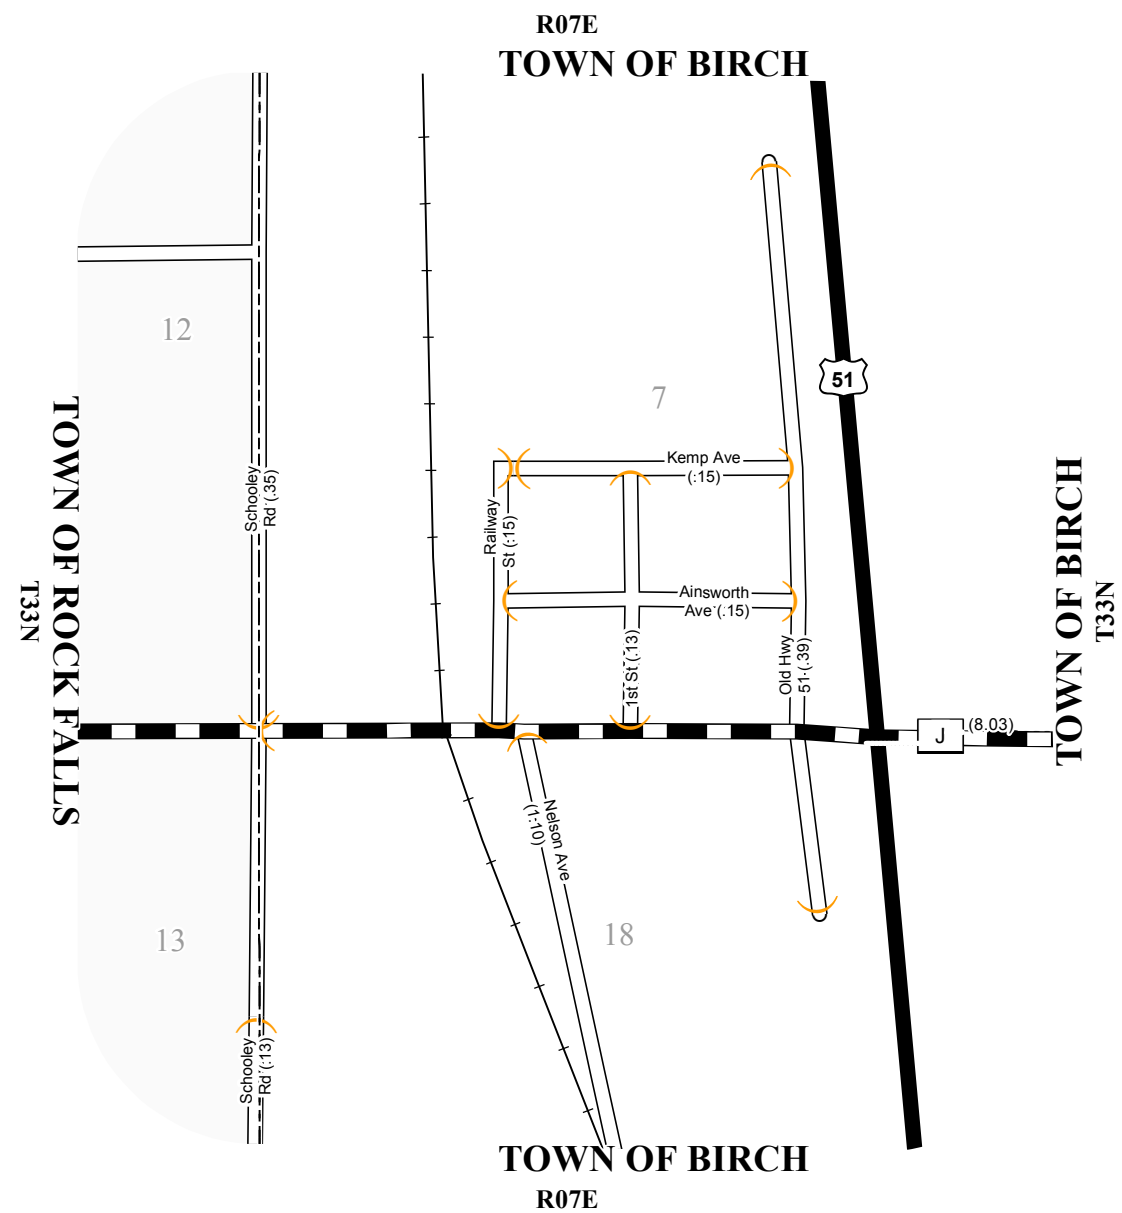 R07E
TOWN OF BIRCH
12
51
7
TOWN OF ROCK FALLS
T33N
Schooley
Rd (.35)
Kemp Ave
(.15)
Railway
St (.15)
Ainsworth
Ave (.15)
1st St (.13)
Old Hwy
51 (.39)
TOWN OF BIRCH
T33N
J
(8.03)
Nelson Ave
(1.10)
13
18
Schooley
Rd (.13)
TOWN OF BIRCH
R07E